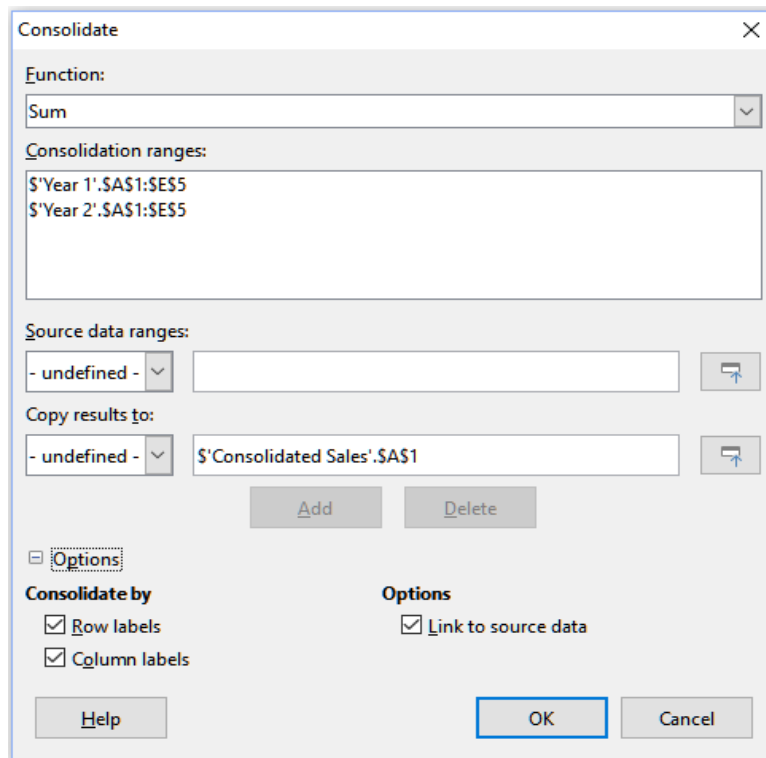 Consolidate
Function:
Sum
Consolidation ranges:
$'Year 1'.$A$1:$E$5
$'Year 2'.$A$1:$E$5
Source data ranges:
- undefined -
Copy results to:
- undefined - $'Consolidated Sales'.$A$1
Add Delete
Options
Consolidate by Options
Row labels Link to source data
Column labels
Help OK Cancel